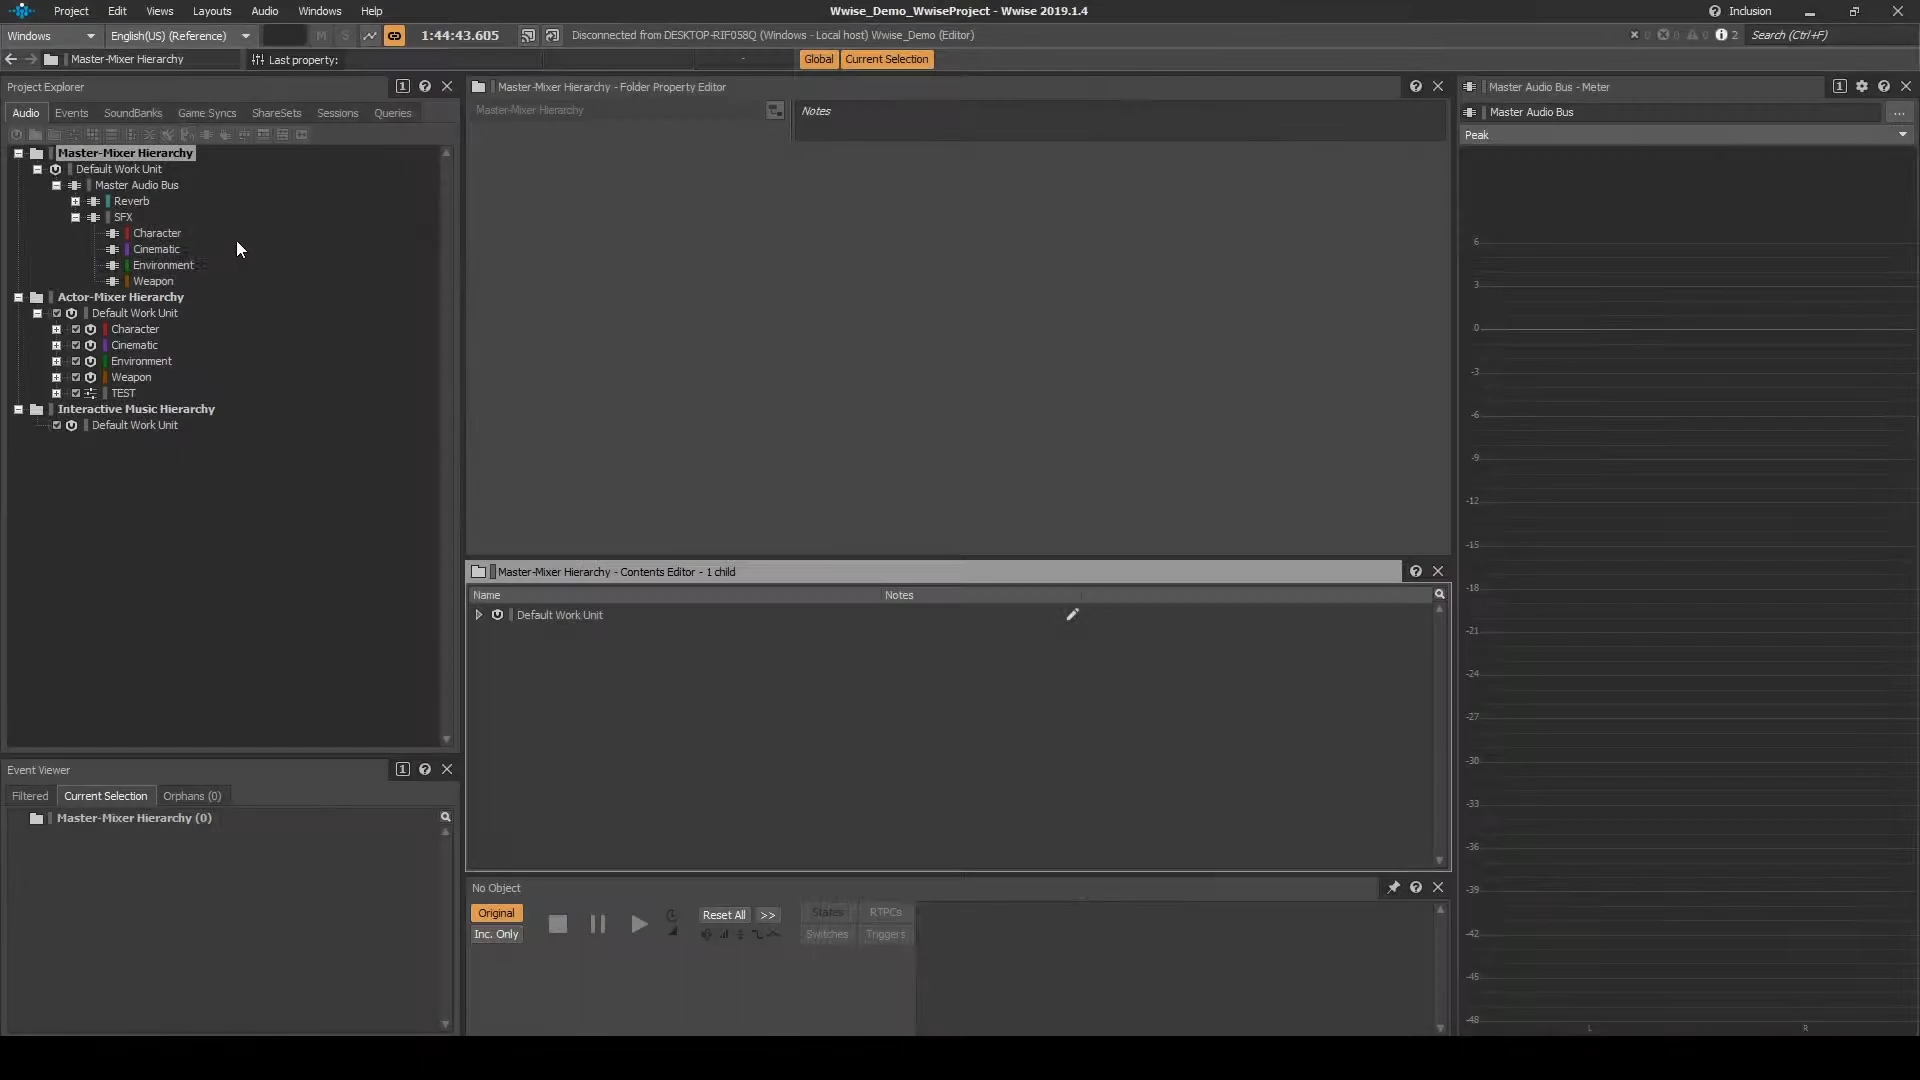 Project Edit Views Layouts Audio Windows Help
Wwise_Demo_WwiseProject - Wwise 2019.1.4
Inclusion
Windows English(US) (Reference) M S 1:44:43.605 Disconnected from DESKTOP-RIF058Q (Windows - Local host) Wwise_Demo (Editor) 0 0 0 2 Search (Ctrl+F)
Master-Mixer Hierarchy Last property: - Global Current Selection
Project Explorer 1
Audio Events SoundBanks Game Syncs ShareSets Sessions Queries
Master-Mixer Hierarchy
Default Work Unit
Master Audio Bus
Reverb
SFX
Character
Cinematic
Environment
Weapon
Actor-Mixer Hierarchy
Default Work Unit
Character
Cinematic
Environment
Weapon
TEST
Interactive Music Hierarchy
Default Work Unit
Event Viewer 1
Filtered Current Selection Orphans (0)
Master-Mixer Hierarchy (0)
Master-Mixer Hierarchy - Folder Property Editor
Master-Mixer Hierarchy
Notes
Master-Mixer Hierarchy - Contents Editor - 1 child
Name Notes
Default Work Unit
No Object
Original
Inc. Only
Reset All >>
States RTPCs
Switches Triggers
Master Audio Bus - Meter 1
Master Audio Bus ...
Peak
6
3
0
-3
-6
-9
-12
-15
-18
-21
-24
-27
-30
-33
-36
-39
-42
-45
-48
L R